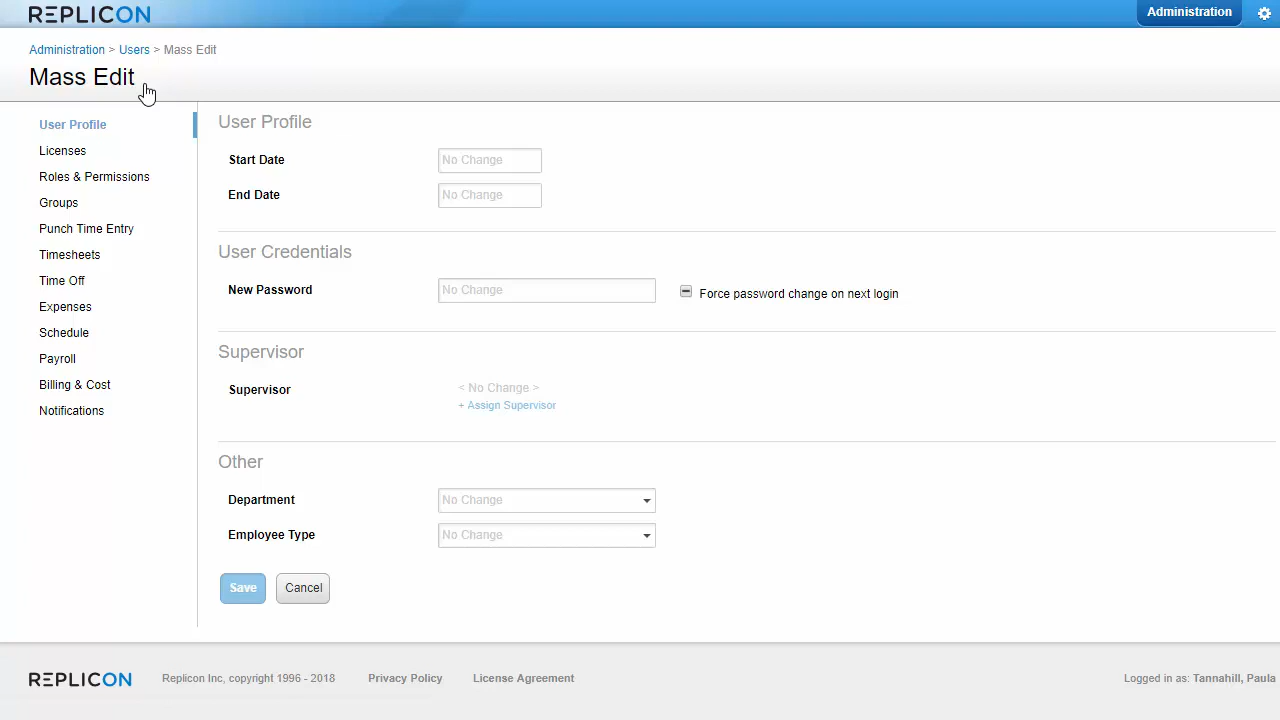 REPLICON
Administration
Administration > Users > Mass Edit
Mass Edit
User Profile
Licenses
Roles & Permissions
Groups
Punch Time Entry
Timesheets
Time Off
Expenses
Schedule
Payroll
Billing & Cost
Notifications
User Profile
Start Date No Change
End Date No Change
User Credentials
New Password No Change Force password change on next login
Supervisor
Supervisor < No Change >
+ Assign Supervisor
Other
Department No Change
Employee Type No Change
Save Cancel
REPLICON Replicon Inc, copyright 1996 - 2018 Privacy Policy License Agreement Logged in as: Tannahill, Paula